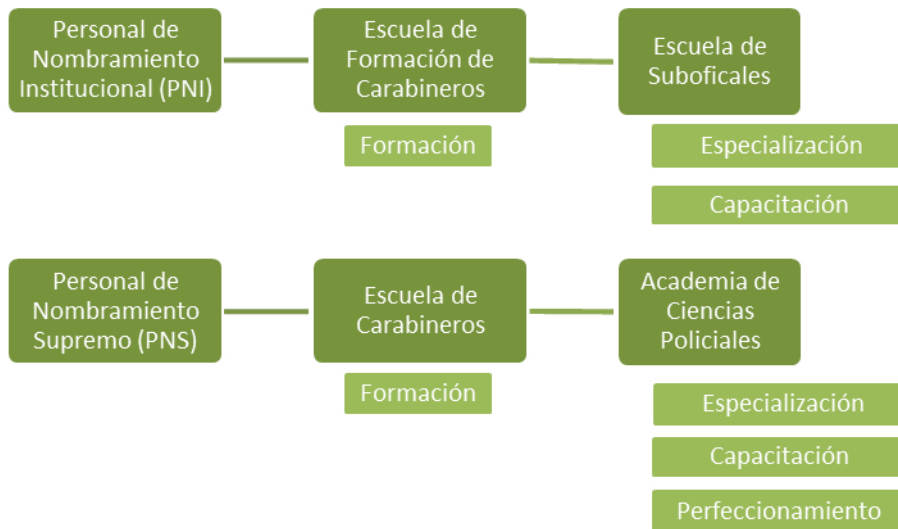 Personal de
Nombramiento
Institucional (PNI)
Escuela de
Formación de
Carabineros
Escuela de
Suboficales
Formación
Especialización
Capacitación
Personal de
Nombramiento
Supremo (PNS)
Escuela de
Carabineros
Academia de
Ciencias
Policiales
Formación
Especialización
Capacitación
Perfeccionamiento